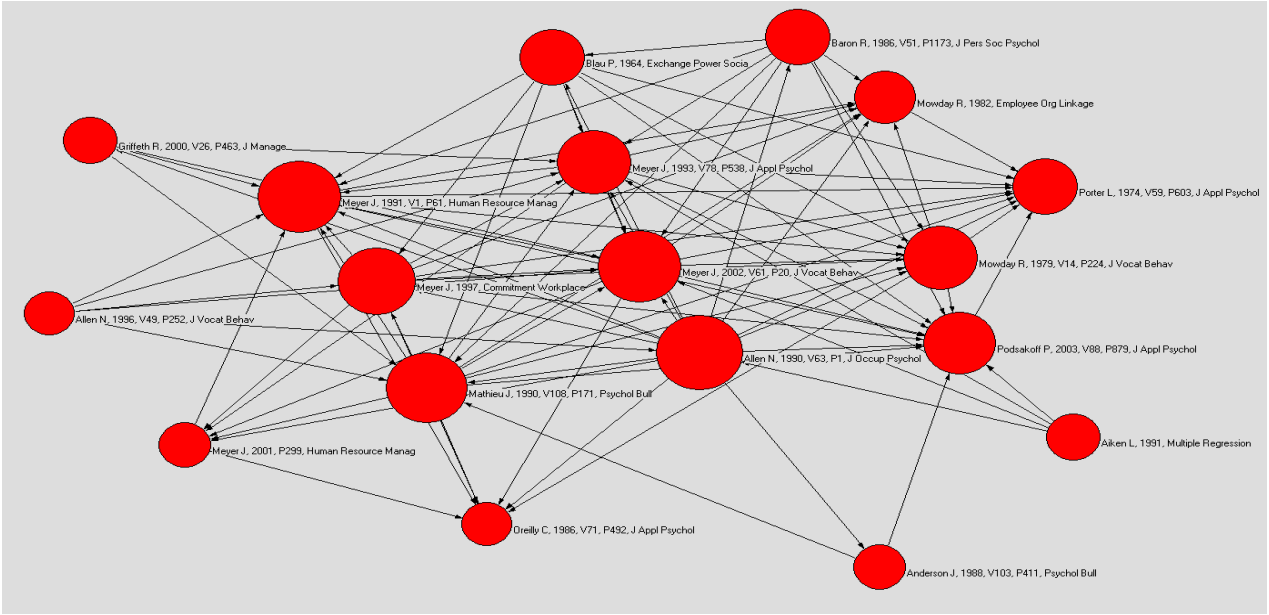 Baron R, 1986, V51, P1173, J Pers Soc Psychol
Blau P, 1964, Exchange Power Socia
Mowday R, 1982, Employee Org Linkage
Griffeth R, 2000, V26, P463, J Manage
Meyer J, 1993, V78, P538, J Appl Psychol
Porter L, 1974, V59, P603, J Appl Psychol
Meyer J, 1991, V1, P61, Human Resource Manag
Mowday R, 1979, V14, P224, J Vocat Behav
Meyer J, 2002, V61, P20, J Vocat Behav
Meyer J, 1997, Commitment Workplace
Allen N, 1996, V49, P252, J Vocat Behav
Podsakoff P, 2003, V88, P879, J Appl Psychol
Allen N, 1990, V63, P1, J Occup Psychol
Mathieu J, 1990, V108, P171, Psychol Bull
Aiken L, 1991, Multiple Regression
Meyer J, 2001, P299, Human Resource Manag
Oreilly C, 1986, V71, P492, J Appl Psychol
Anderson J, 1988, V103, P411, Psychol Bull